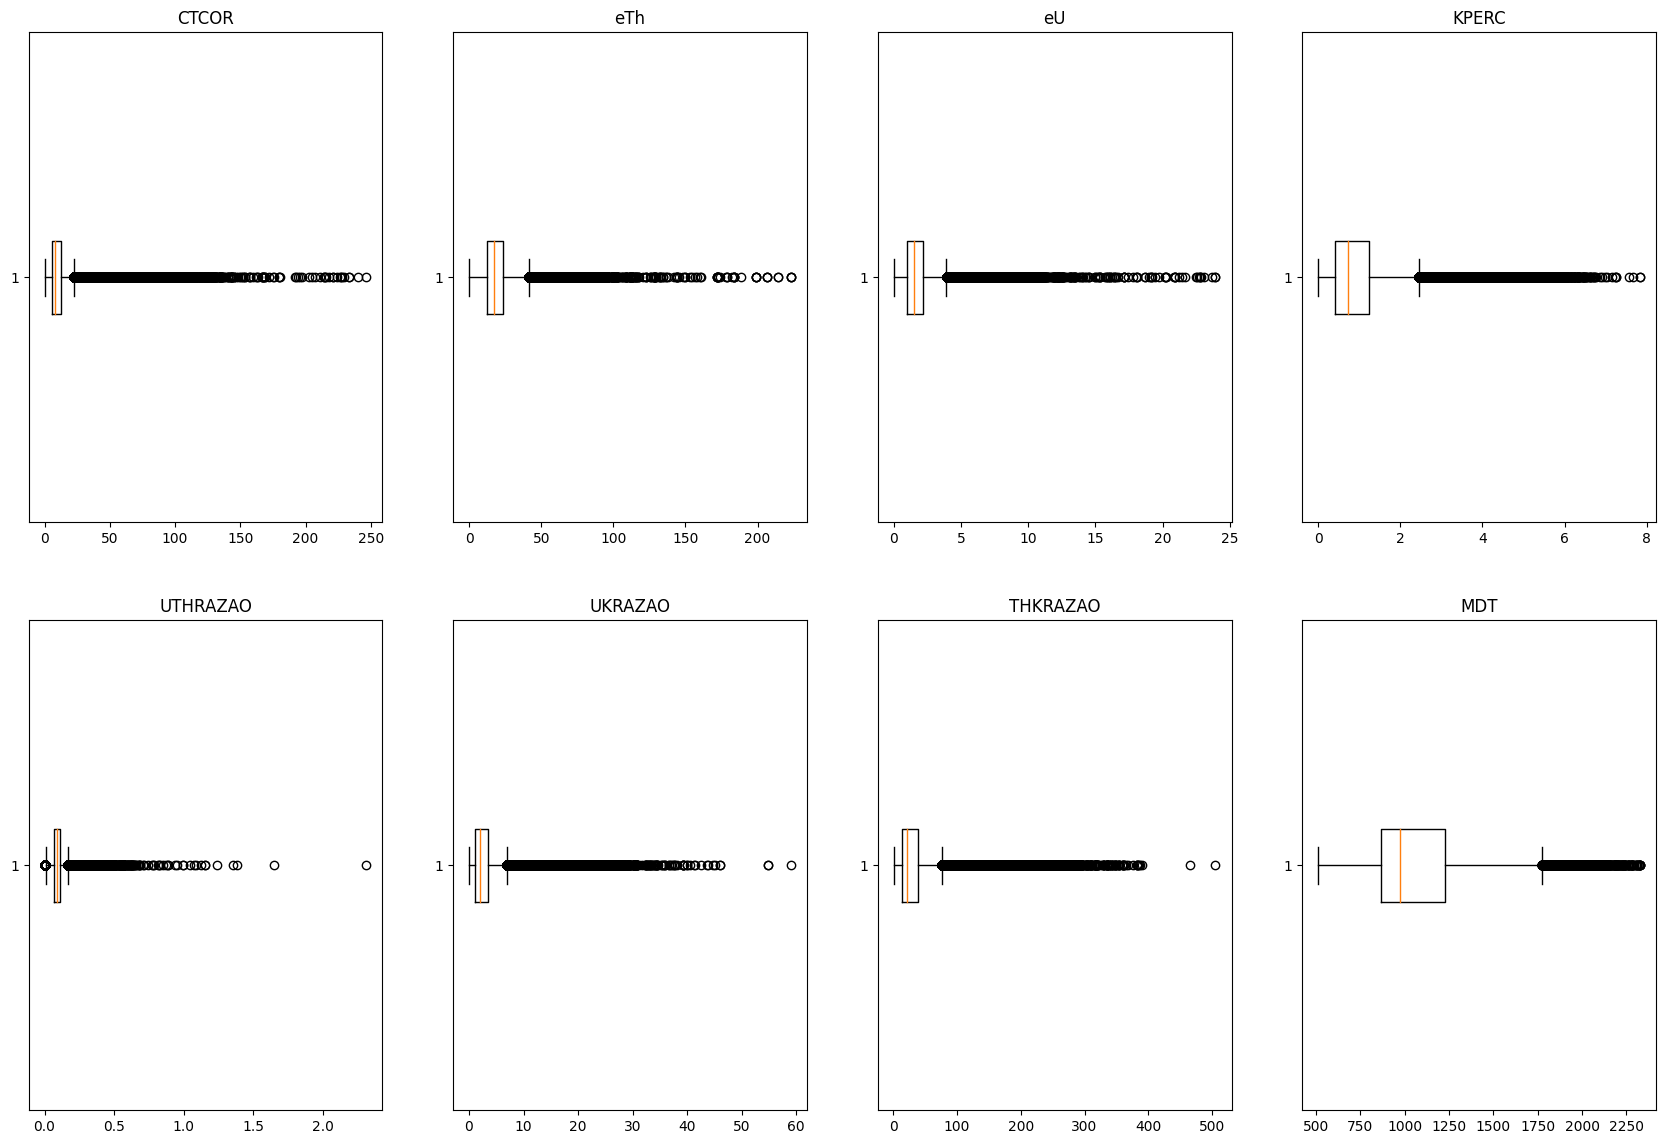 CTCOR eTh eU KPERC
1 1 1 1
0 50 100 150 200 250 0 50 100 150 200 0 5 10 15 20 25 0 2 4 6 8
UTHRAZAO UKRAZAO THKRAZAO MDT
1 1 1 1
0.0 0.5 1.0 1.5 2.0 0 10 20 30 40 50 60 0 100 200 300 400 500 500 750 1000 1250 1500 1750 2000 2250